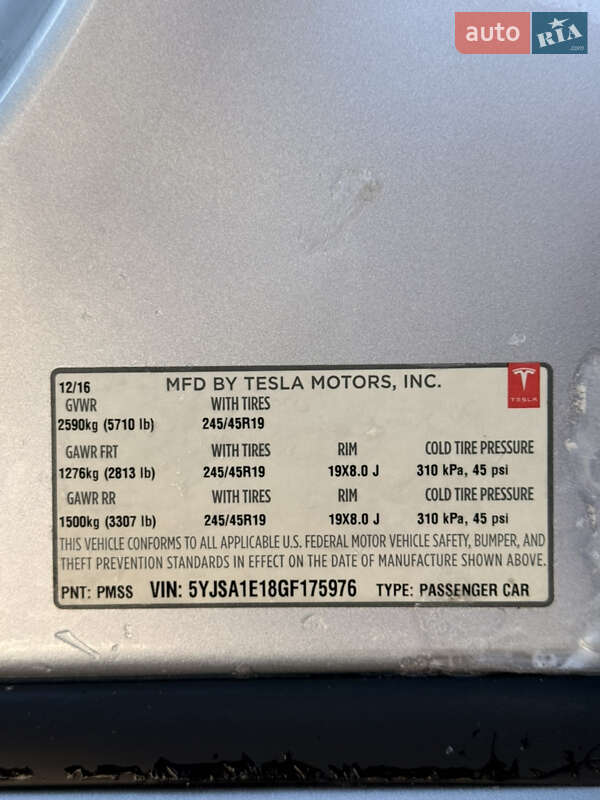 auto RIA.com
12/16 MFD BY TESLA MOTORS, INC.
TESLA
GVWR WITH TIRES
2590kg (5710 lb) 245/45R19
GAWR FRT WITH TIRES RIM COLD TIRE PRESSURE
1276kg (2813 lb) 245/45R19 19X8.0 J 310 kPa, 45 psi
GAWR RR WITH TIRES RIM COLD TIRE PRESSURE
1500kg (3307 lb) 245/45R19 19X8.0 J 310 kPa, 45 psi
THIS VEHICLE CONFORMS TO ALL APPLICABLE U.S. FEDERAL MOTOR VEHICLE SAFETY, BUMPER, AND
THEFT PREVENTION STANDARDS IN EFFECT ON THE DATE OF MANUFACTURE SHOWN ABOVE.
PNT: PMSS VIN: 5YJSA1E18GF175976 TYPE: PASSENGER CAR